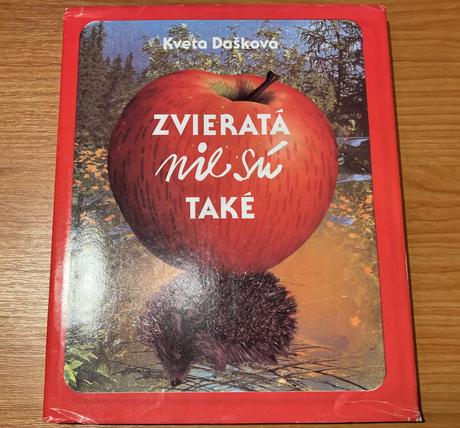 Kveta Dašková
ZVIERATÁ
nie sú
TAKÉ